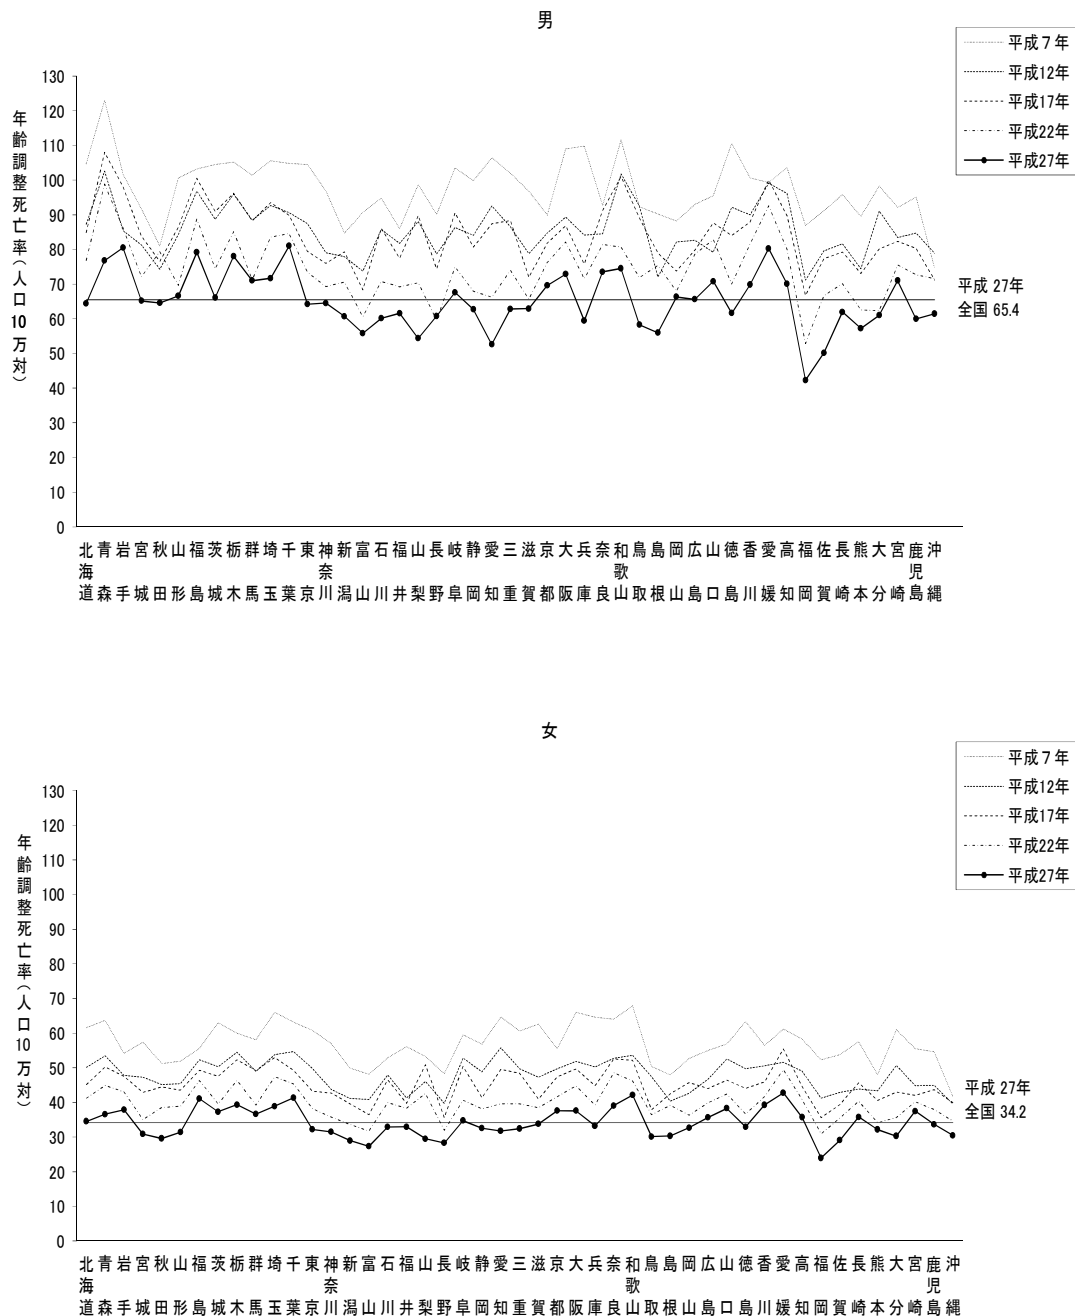 男
平成７年
平成12年
平成17年
平成22年
平成27年
年齢調整死亡率（人口10万対）
130
120
110
100
90
80
70
60
50
40
30
20
10
0
平成 27年
全国 65.4
北海道 青森 岩手 宮城 秋田 山形 福島 茨城 栃木 群馬 埼玉 千葉 東京 神奈川 新潟 富山 石川 福井 山梨 長野 岐阜 静岡 愛知 三重 滋賀 京都 大阪 兵庫 奈良 和歌山 鳥取 島根 岡山 広島 山口 徳島 香川 愛媛 高知 福岡 佐賀 長崎 熊本 大分 宮崎 鹿児島 沖縄
女
平成７年
平成12年
平成17年
平成22年
平成27年
年齢調整死亡率（人口10万対）
130
120
110
100
90
80
70
60
50
40
30
20
10
0
平成 27年
全国 34.2
北海道 青森 岩手 宮城 秋田 山形 福島 茨城 栃木 群馬 埼玉 千葉 東京 神奈川 新潟 富山 石川 福井 山梨 長野 岐阜 静岡 愛知 三重 滋賀 京都 大阪 兵庫 奈良 和歌山 鳥取 島根 岡山 広島 山口 徳島 香川 愛媛 高知 福岡 佐賀 長崎 熊本 大分 宮崎 鹿児島 沖縄